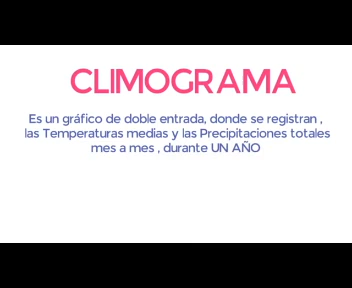 CLIMOGRAMA
Es un gráfico de doble entrada, donde se registran ,
las Temperaturas medias y las Precipitaciones totales
mes a mes , durante UN AÑO